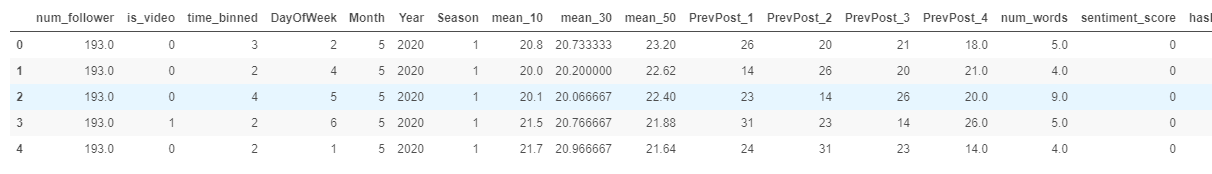 num_follower is_video time_binned DayOfWeek Month Year Season mean_10 mean_30 mean_50 PrevPost_1 PrevPost_2 PrevPost_3 PrevPost_4 num_words sentiment_score hasl
0 193.0 0 3 2 5 2020 1 20.8 20.733333 23.20 26 20 21 18.0 5.0 0
1 193.0 0 2 4 5 2020 1 20.0 20.200000 22.62 14 26 20 21.0 4.0 0
2 193.0 0 4 5 5 2020 1 20.1 20.066667 22.40 23 14 26 20.0 9.0 0
3 193.0 1 2 6 5 2020 1 21.5 20.766667 21.88 31 23 14 26.0 5.0 0
4 193.0 0 2 1 5 2020 1 21.7 20.966667 21.64 24 31 23 14.0 4.0 0